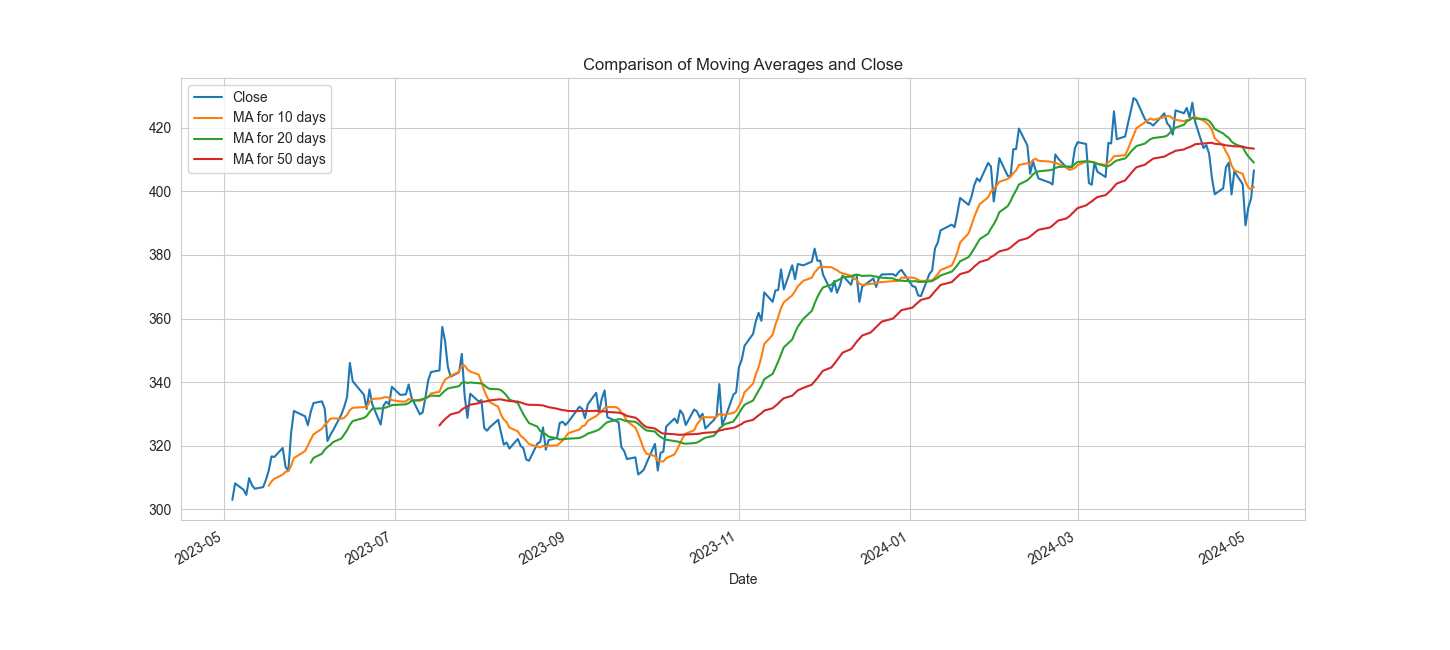 Comparison of Moving Averages and Close
Close
MA for 10 days
MA for 20 days
MA for 50 days
420
400
380
360
340
320
300
2023-05
2023-07
2023-09
2023-11
2024-01
2024-03
2024-05
Date